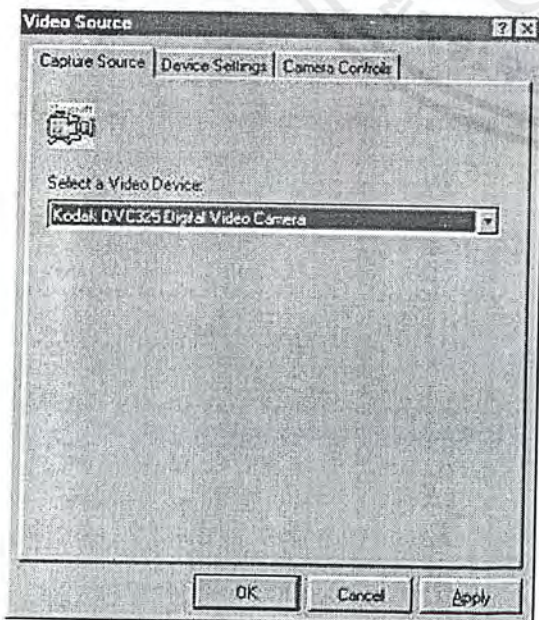 Video Source
Capture Source Device Settings Camera Controls
Microsoft
Select a Video Device:
Kodak DVC325 Digital Video Camera
OK Cancel Apply